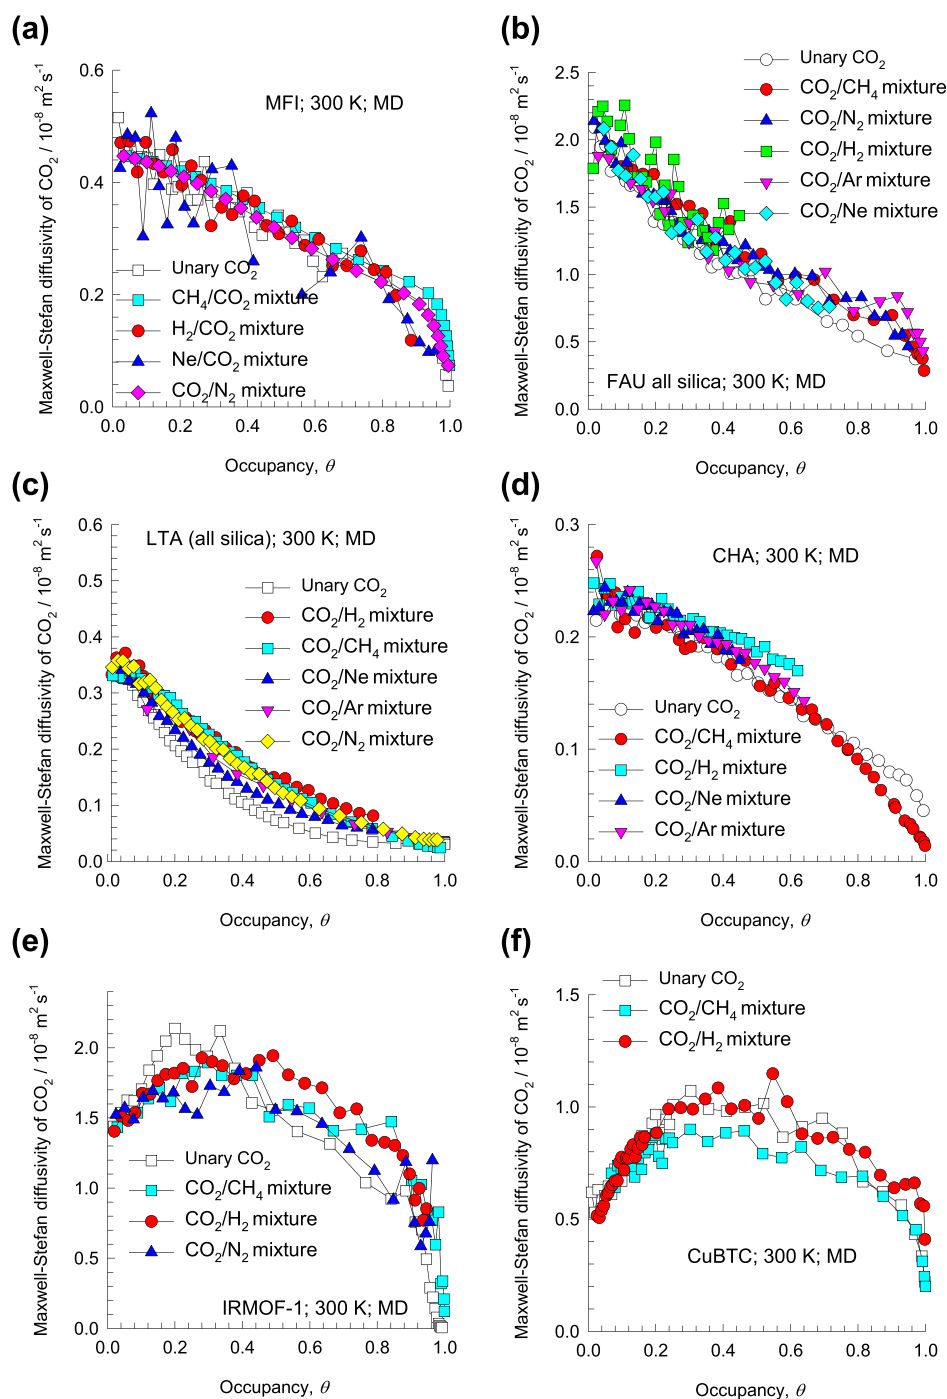 (a)
Maxwell-Stefan diffusivity of CO2 / 10-8 m2 s-1
0.6
0.4
0.2
0.0
MFI; 300 K; MD
Unary CO2
CH4/CO2 mixture
H2/CO2 mixture
Ne/CO2 mixture
CO2/N2 mixture
0.0 0.2 0.4 0.6 0.8 1.0
Occupancy, θ
(b)
Maxwell-Stefan diffusivity of CO2 / 10-8 m2 s-1
2.5
2.0
1.5
1.0
0.5
0.0
Unary CO2
CO2/CH4 mixture
CO2/N2 mixture
CO2/H2 mixture
CO2/Ar mixture
CO2/Ne mixture
FAU all silica; 300 K; MD
0.0 0.2 0.4 0.6 0.8 1.0
Occupancy, θ
(c)
Maxwell-Stefan diffusivity of CO2 / 10-8 m2 s-1
0.6
0.5
0.4
0.3
0.2
0.1
0.0
LTA (all silica); 300 K; MD
Unary CO2
CO2/H2 mixture
CO2/CH4 mixture
CO2/Ne mixture
CO2/Ar mixture
CO2/N2 mixture
0.0 0.2 0.4 0.6 0.8 1.0
Occupancy, θ
(d)
Maxwell-Stefan diffusivity of CO2 / 10-8 m2 s-1
0.3
0.2
0.1
0.0
CHA; 300 K; MD
Unary CO2
CO2/CH4 mixture
CO2/H2 mixture
CO2/Ne mixture
CO2/Ar mixture
0.0 0.2 0.4 0.6 0.8 1.0
Occupancy, θ
(e)
Maxwell-Stefan diffusivity of CO2 / 10-8 m2 s-1
2.0
1.5
1.0
0.5
0.0
Unary CO2
CO2/CH4 mixture
CO2/H2 mixture
CO2/N2 mixture
IRMOF-1; 300 K; MD
0.0 0.2 0.4 0.6 0.8 1.0
Occupancy, θ
(f)
Maxwell-Stefan diffusivity of CO2 / 10-8 m2 s-1
1.5
1.0
0.5
0.0
Unary CO2
CO2/CH4 mixture
CO2/H2 mixture
CuBTC; 300 K; MD
0.0 0.2 0.4 0.6 0.8 1.0
Occupancy, θ